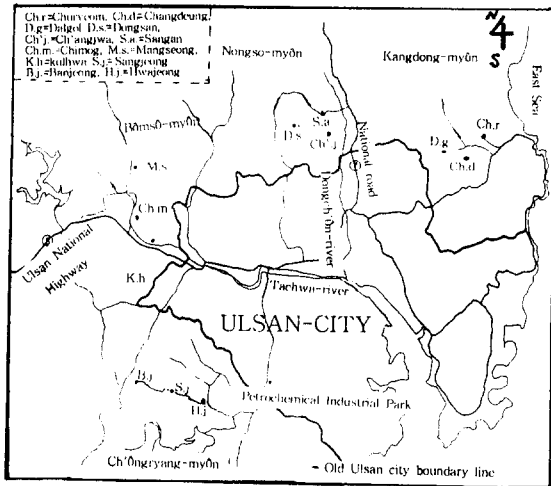 Ch.r=Churyeom, Ch.d=Changdeung,
D.g=Dalgol D.s.=Dongsan,
Ch'j.=Ch'angjwa, S.a=Sangan
Ch.m.=Chimog, M.s.=Mangseong,
K.h=kulhwa S.j=Sangjeong
B.j.=Banjeong, H.j=Hwajeong
N
4
S
Nongso-myŏn
Kangdong-myŏn
East Sea
Bŏmsŏ-myŏn
S.a
D.s
Ch'j
National road
Ch.r
D.g
Ch.d
M.s
Ch.m
Dongch'ŏn-river
Ulsan National
Highway
K.h
Taehwa-river
ULSAN-CITY
B.j
S.j
H.j
Petrochemical Industrial Park
Ch'ŏngryang-myŏn
- Old Ulsan city boundary line